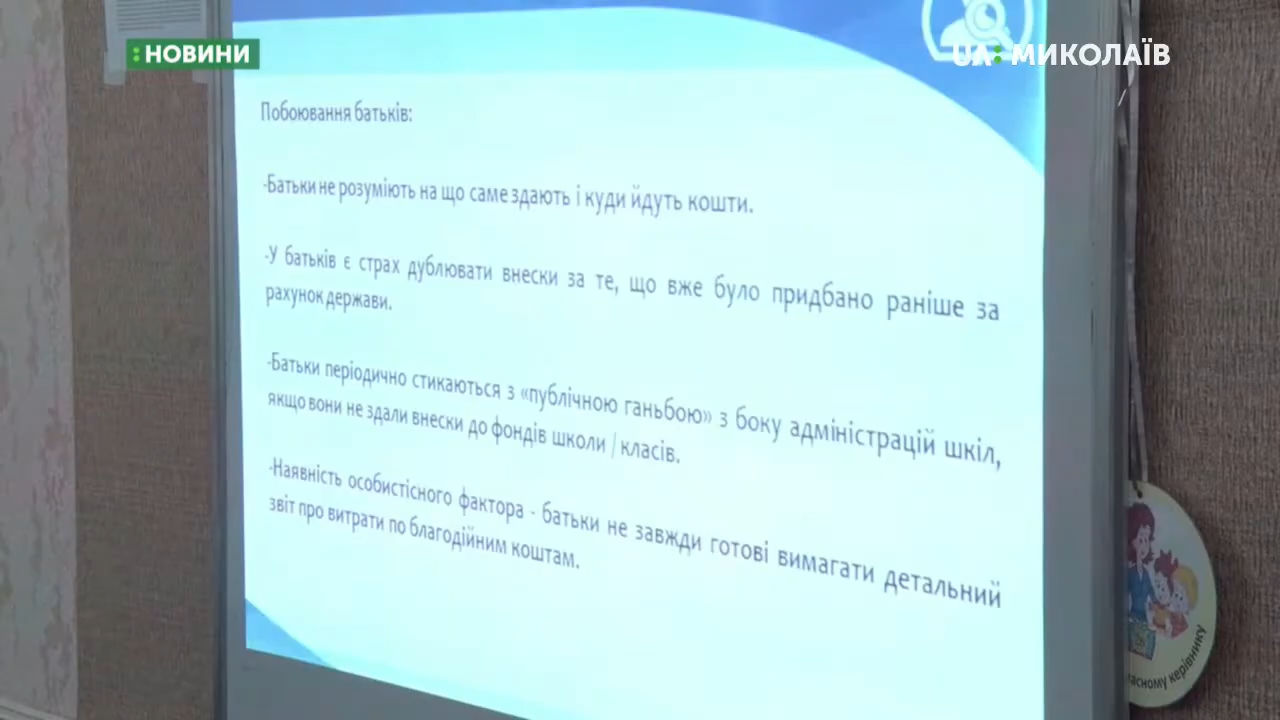 :НОВИНИ
UA: МИКОЛАЇВ
Побоювання батьків:
-Батьки не розуміють на що саме здають і куди йдуть кошти.
-У батьків є страх дублювати внески за те, що вже було придбано раніше за
рахунок держави.
-Батьки періодично стикаються з «публічною ганьбою» з боку адміністрацій шкіл,
якщо вони не здали внески до фондів школи / класів.
-Наявність особистісного фактора - батьки не завжди готові вимагати детальний
звіт про витрати по благодійним коштам.
керівнику